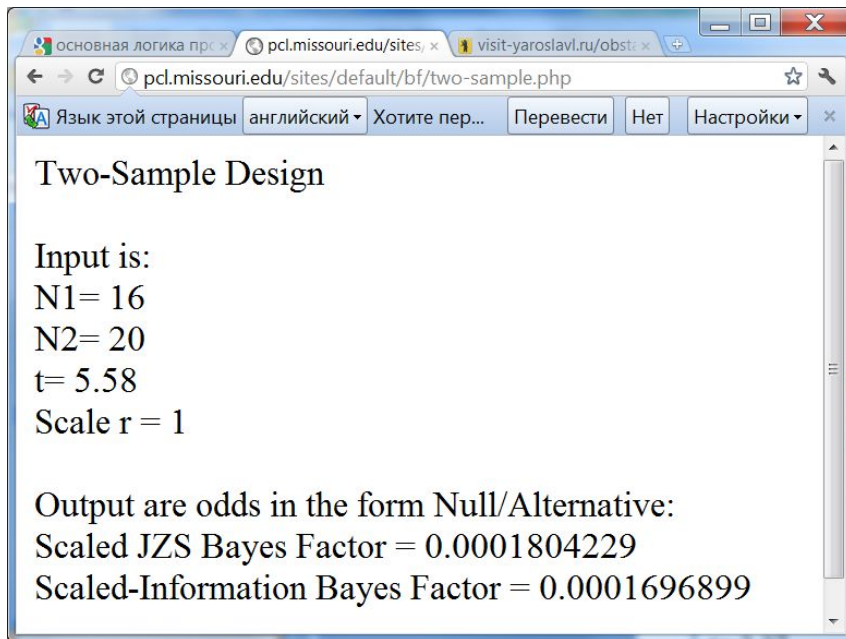 основная логика прс pcl.missouri.edu/sites/ visit-yaroslavl.ru/obsta
pcl.missouri.edu/sites/default/bf/two-sample.php
Язык этой страницы английский Хотите пер... Перевести Нет Настройки
Two-Sample Design
Input is:
N1= 16
N2= 20
t= 5.58
Scale r = 1
Output are odds in the form Null/Alternative:
Scaled JZS Bayes Factor = 0.0001804229
Scaled-Information Bayes Factor = 0.0001696899